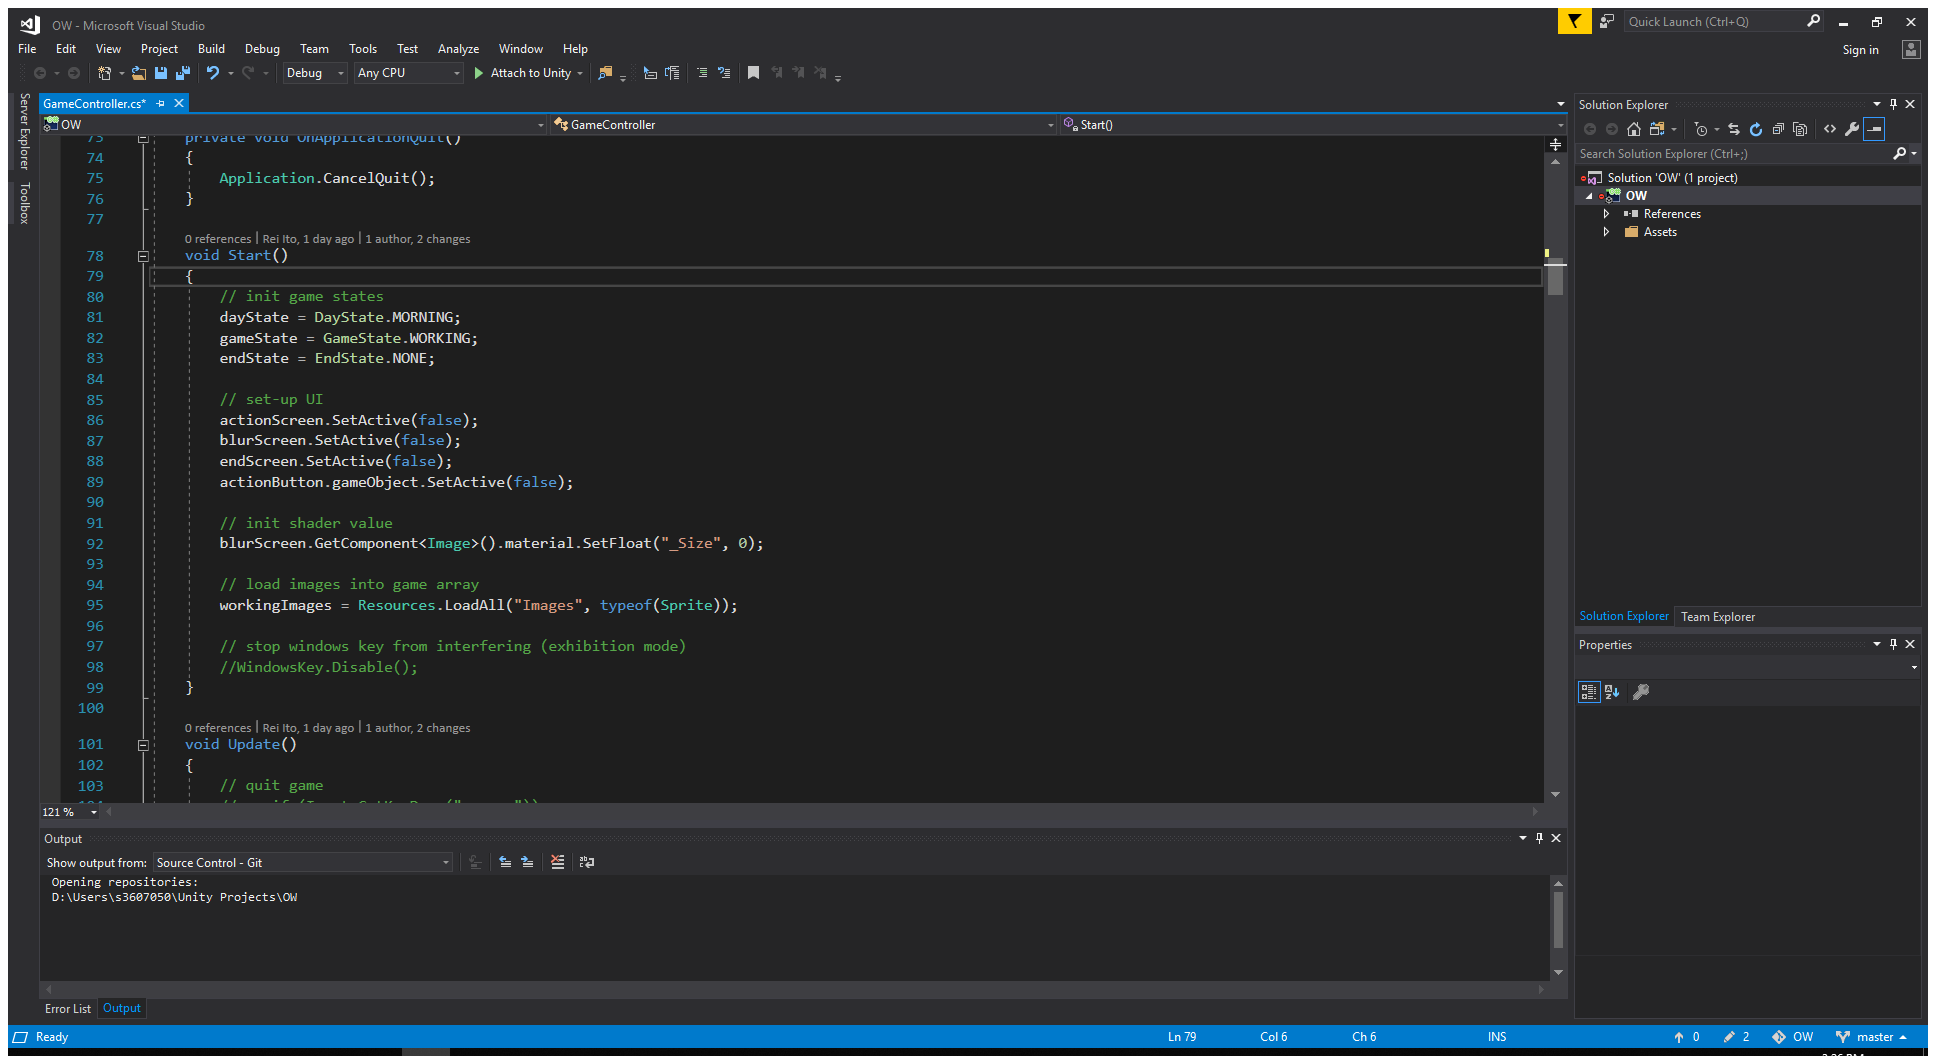 OW - Microsoft Visual Studio
Quick Launch (Ctrl+Q)
File Edit View Project Build Debug Team Tools Test Analyze Window Help
Sign in
Debug Any CPU Attach to Unity
Server Explorer
Toolbox
GameController.cs*
OW GameController Start()
73 private void OnApplicationQuit()
74 {
75 Application.CancelQuit();
76 }
77
0 references | Rei Ito, 1 day ago | 1 author, 2 changes
78 void Start()
79 {
80 // init game states
81 dayState = DayState.MORNING;
82 gameState = GameState.WORKING;
83 endState = EndState.NONE;
84
85 // set-up UI
86 actionScreen.SetActive(false);
87 blurScreen.SetActive(false);
88 endScreen.SetActive(false);
89 actionButton.gameObject.SetActive(false);
90
91 // init shader value
92 blurScreen.GetComponent<Image>().material.SetFloat("_Size", 0);
93
94 // load images into game array
95 workingImages = Resources.LoadAll("Images", typeof(Sprite));
96
97 // stop windows key from interfering (exhibition mode)
98 //WindowsKey.Disable();
99 }
100
0 references | Rei Ito, 1 day ago | 1 author, 2 changes
101 void Update()
102 {
103 // quit game
121 %
Output
Show output from: Source Control - Git
Opening repositories:
D:\Users\s3607050\Unity Projects\OW
Error List Output
Solution Explorer
Search Solution Explorer (Ctrl+;)
Solution 'OW' (1 project)
OW
References
Assets
Solution Explorer Team Explorer
Properties
Ready Ln 79 Col 6 Ch 6 INS 0 2 OW master